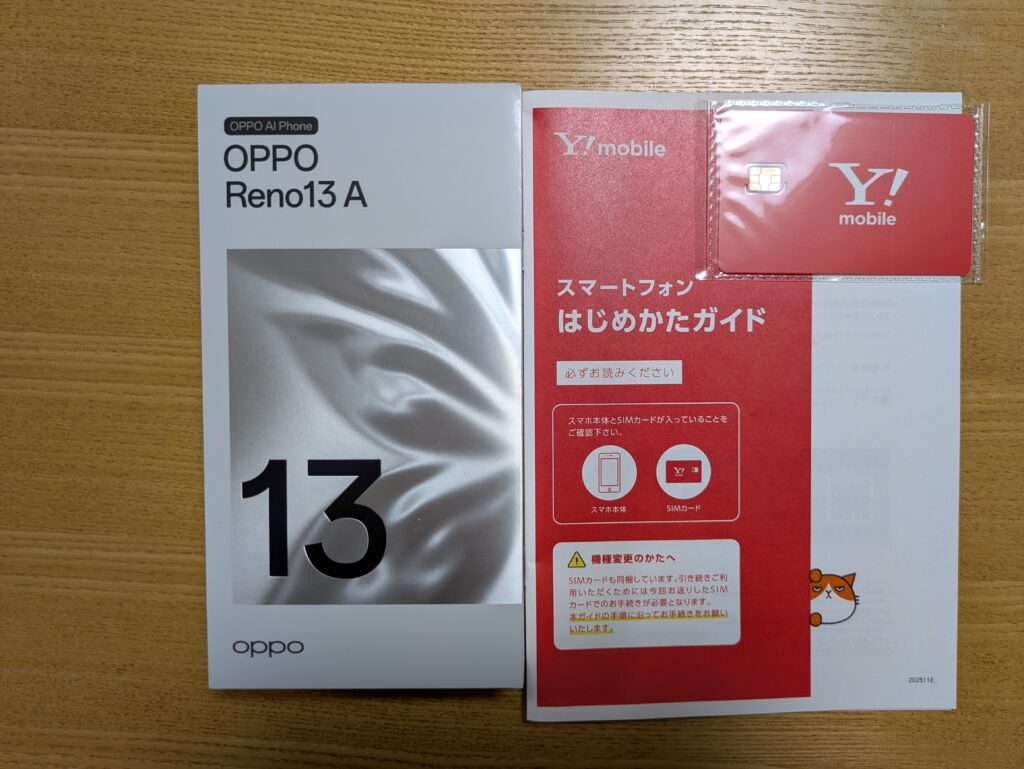 OPPO AI Phone
OPPO
Reno13 A
13
oppo
Y! mobile
スマートフォン
はじめかたガイド
必ずお読みください
スマホ本体とSIMカードが入っていることを
ご確認下さい。
Y!
スマホ本体
SIMカード
機種変更のかたへ
SIMカードも同梱しています。引き続きご利
用いただくためには今回お送りしたSIM
カードでのお手続きが必要となります。
本ガイドの手順に沿ってお手続きをお願い
いたします。
Y!
mobile
202511E